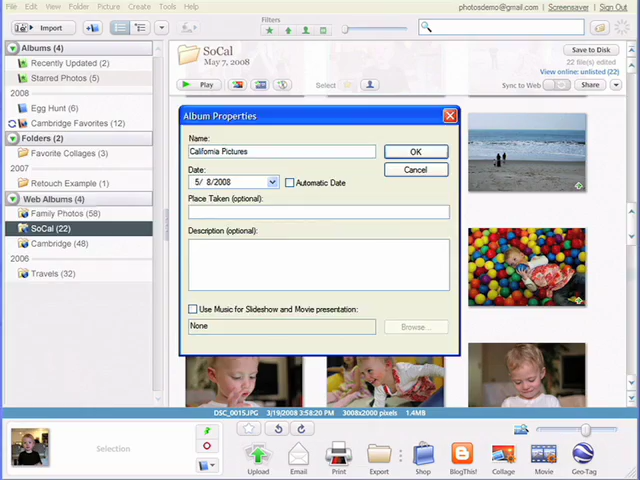 File Edit View Folder Picture Create Tools Help
photosdemo@gmail.com | Screensaver | Sign Out
Import
Filters
Albums (4)
Recently Updated (2)
Starred Photos (5)
2008
Egg Hunt (6)
Cambridge Favorites (12)
Folders (2)
Favorite Collages (3)
2007
Retouch Example (1)
Web Albums (4)
Family Photos (58)
SoCal (22)
Cambridge (48)
2006
Travels (32)
SoCal
May 7, 2008
Save to Disk
22 file(s) edited
View online: unlisted (22)
Play
Select
Sync to Web
Share
Album Properties
Name:
California Pictures
OK
Date:
Cancel
5/ 8/2008
Automatic Date
Place Taken (optional):
Description (optional):
Use Music for Slideshow and Movie presentation:
None
Browse...
DSC_0015.JPG 3/19/2008 3:58:20 PM 3008x2000 pixels 1.4MB
Selection
Upload
Email
Print
Export
Shop
BlogThis!
Collage
Movie
Geo-Tag